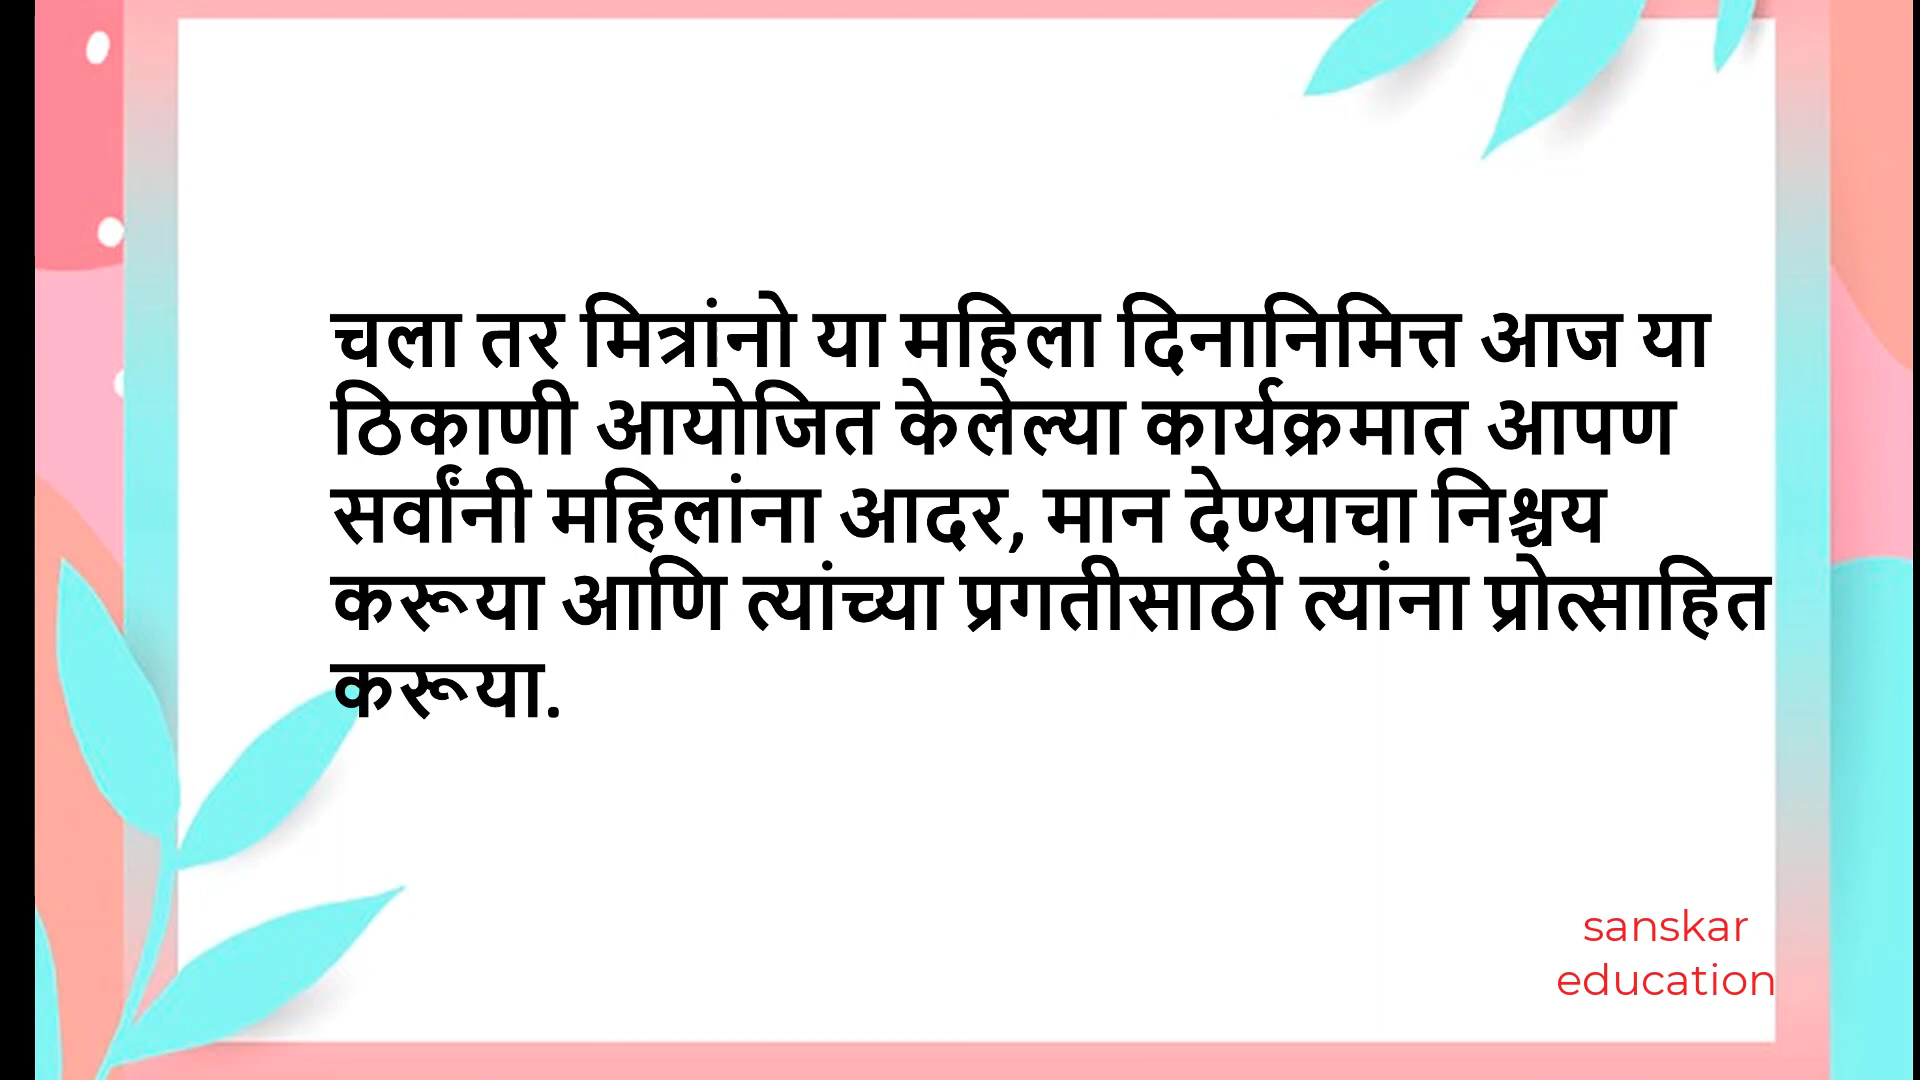 चला तर मित्रांनो या महिला दिनानिमित्त आज या
ठिकाणी आयोजित केलेल्या कार्यक्रमात आपण
सर्वांनी महिलांना आदर, मान देण्याचा निश्चय
करूया आणि त्यांच्या प्रगतीसाठी त्यांना प्रोत्साहित
करूया.
sanskar
education